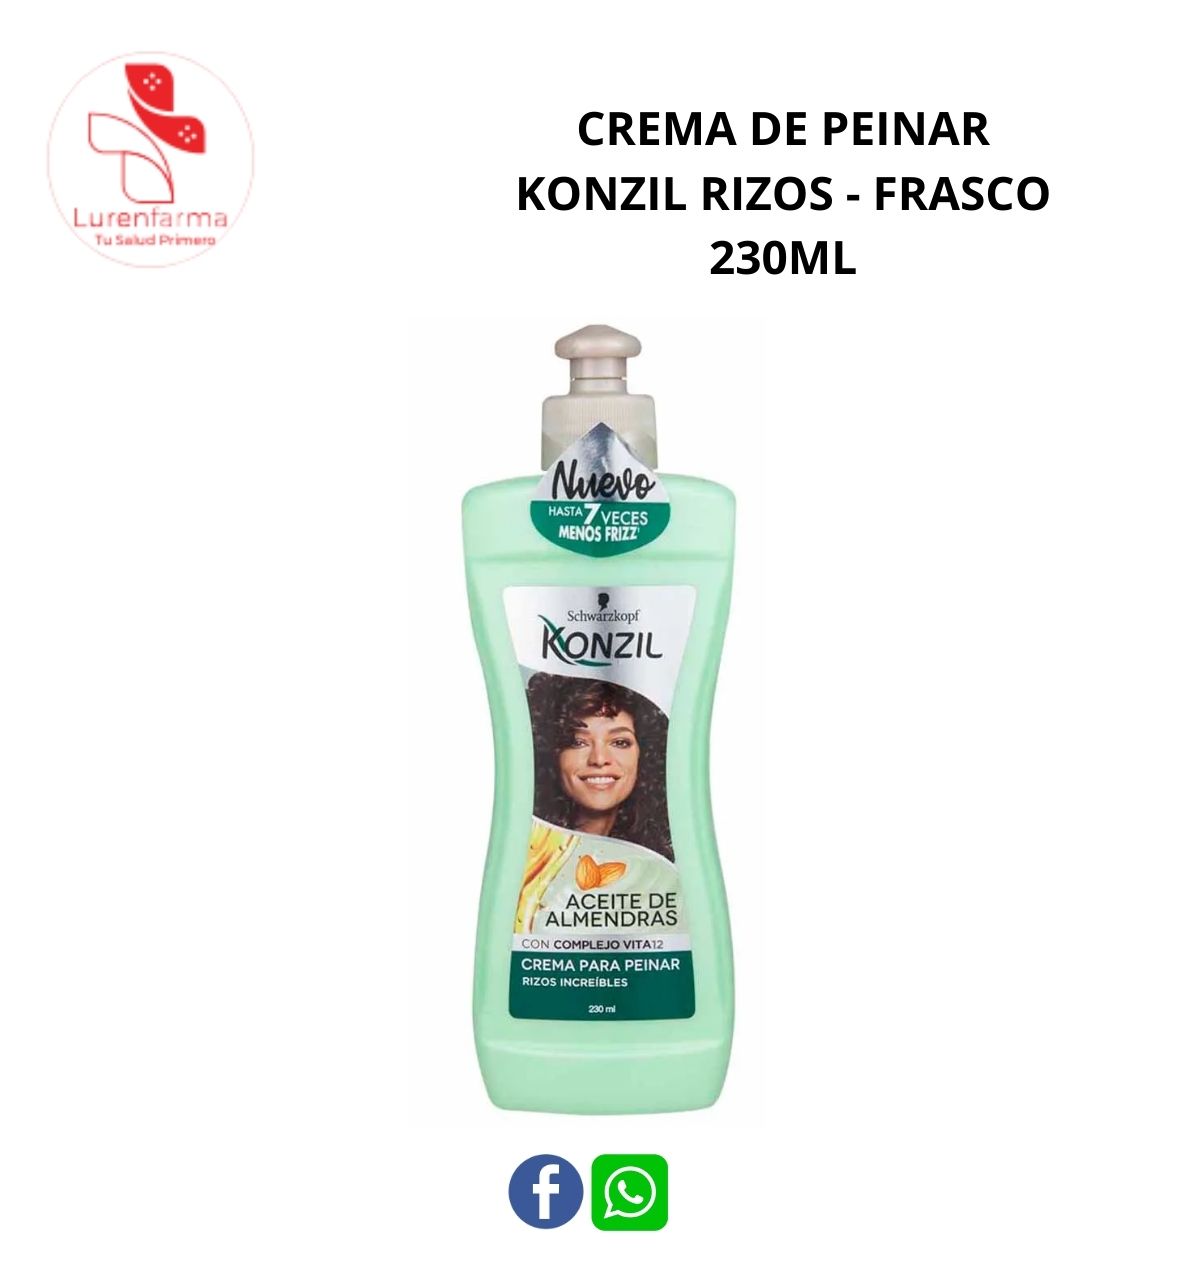 Lurenfarma
Tu Salud Primero
CREMA DE PEINAR
KONZIL RIZOS - FRASCO
230ML
Nuevo
HASTA 7 VECES
MENOS FRIZZ¹
Schwarzkopf
KONZIL
ACEITE DE
ALMENDRAS
CON COMPLEJO VITA12
CREMA PARA PEINAR
RIZOS INCREÍBLES
230 ml